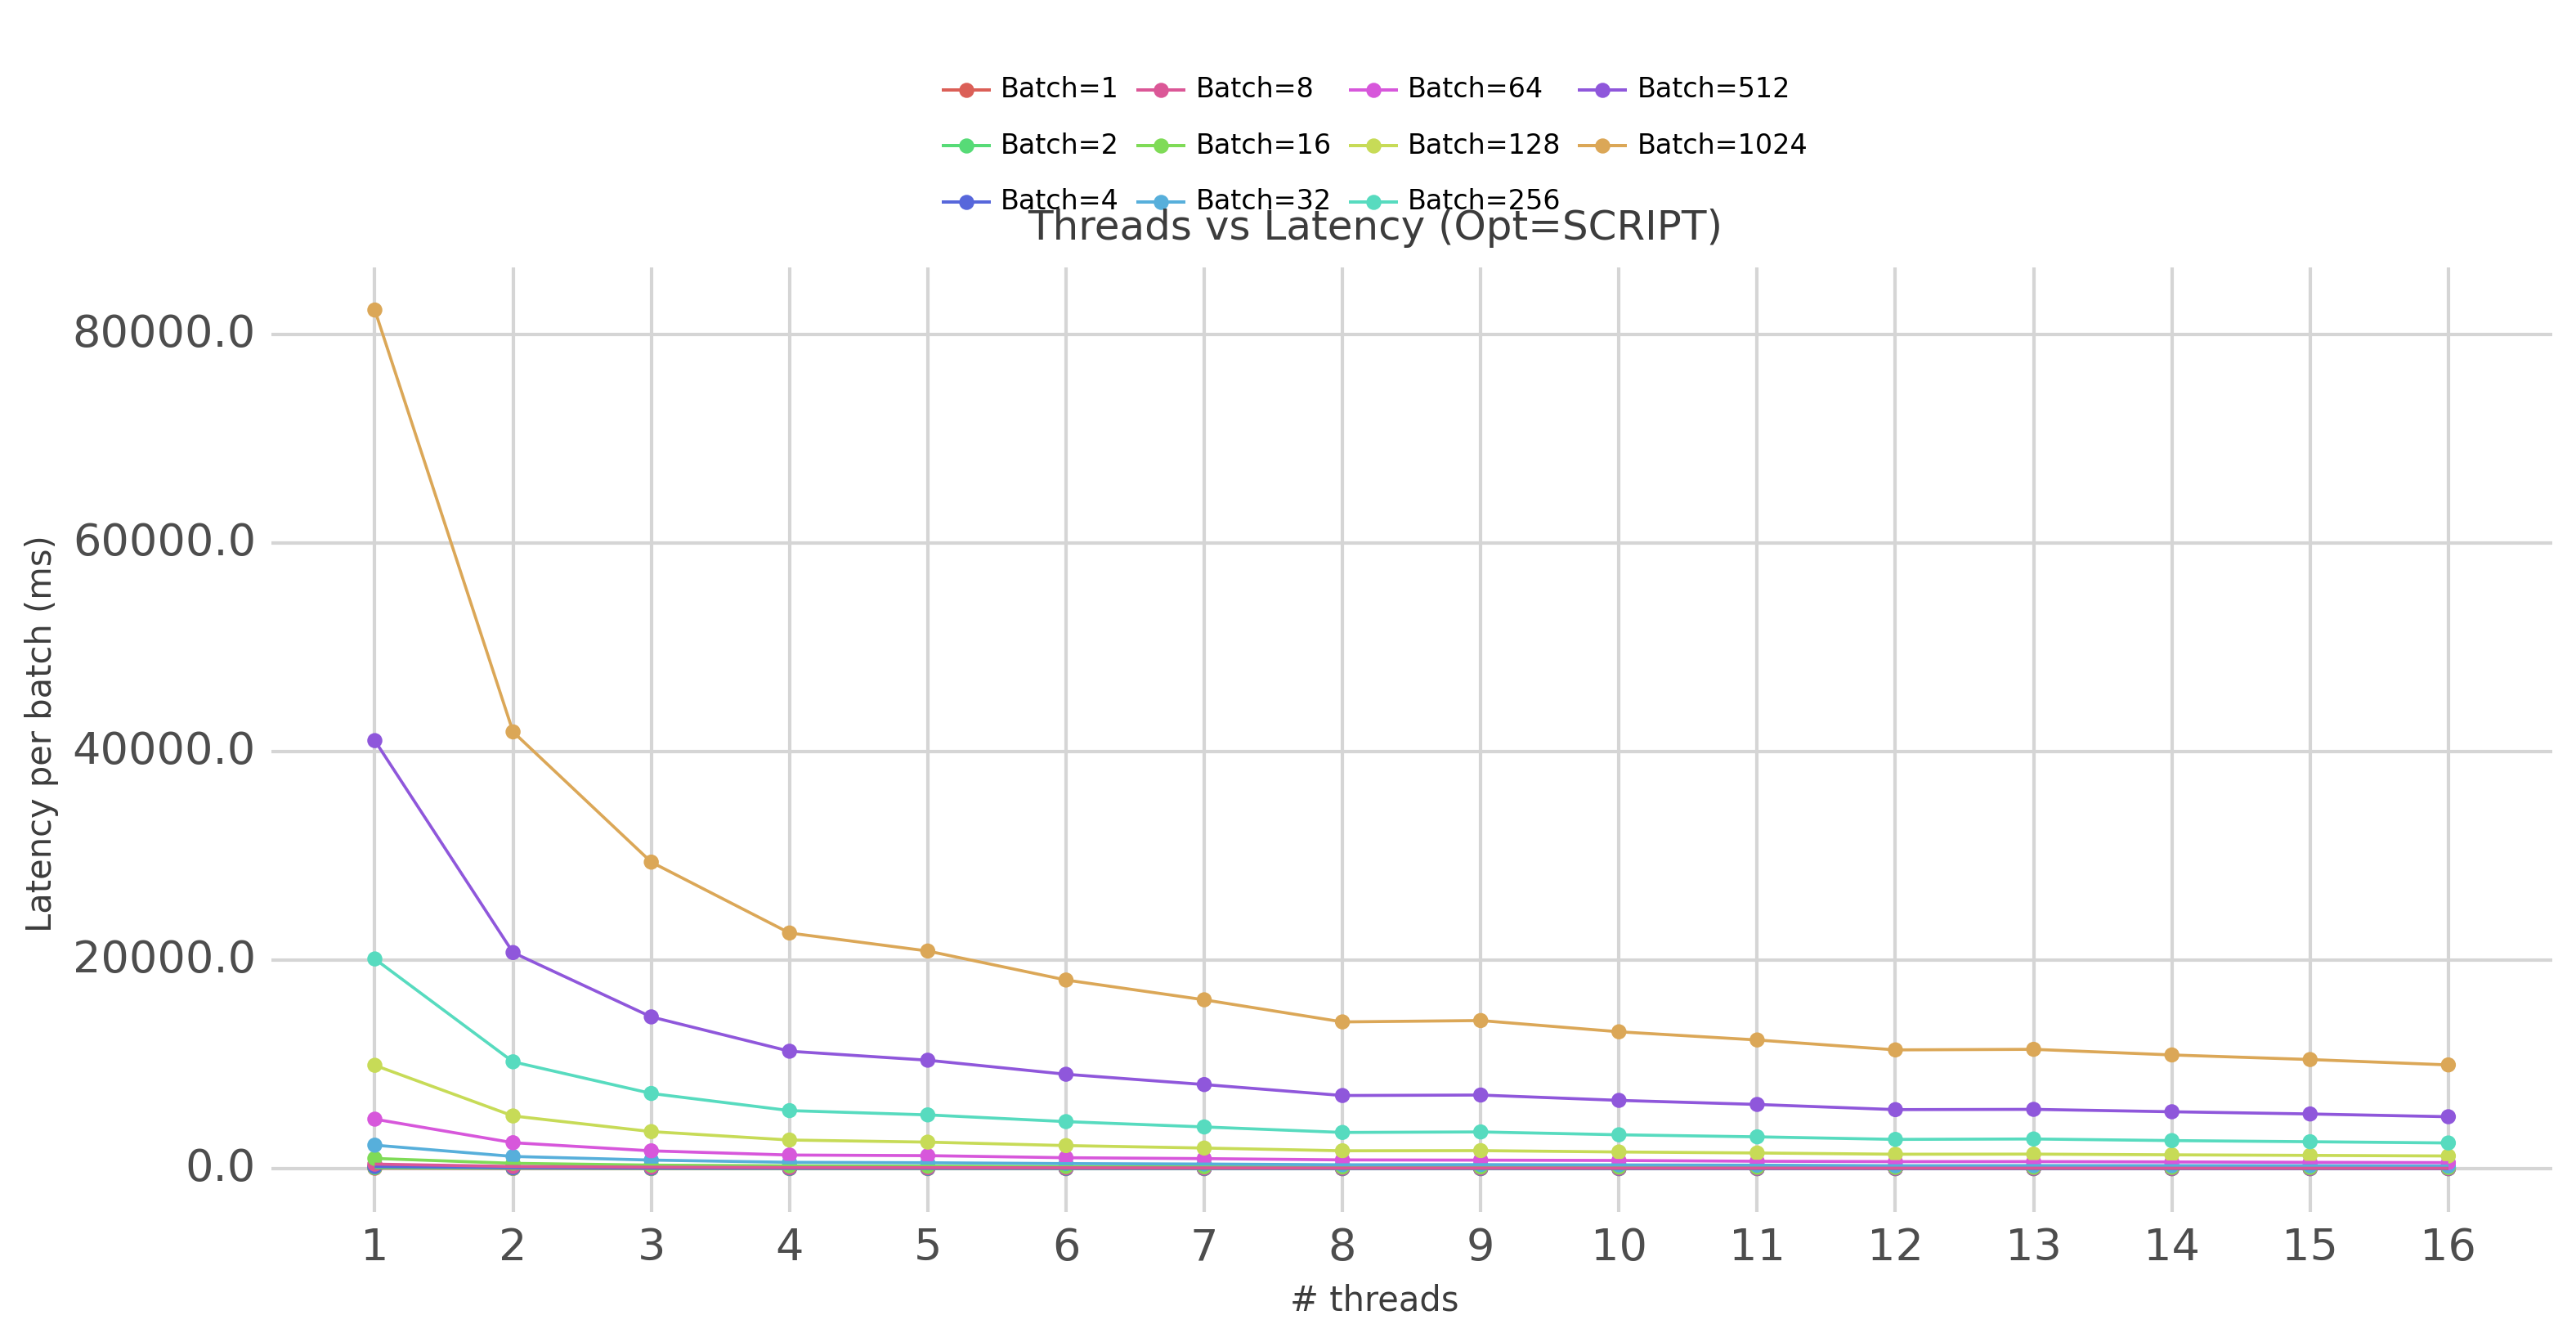 Batch=1 Batch=8 Batch=64 Batch=512
Batch=2 Batch=16 Batch=128 Batch=1024
Batch=4 Batch=32 Batch=256
Threads vs Latency (Opt=SCRIPT)
80000.0
60000.0
40000.0
20000.0
0.0
Latency per batch (ms)
1 2 3 4 5 6 7 8 9 10 11 12 13 14 15 16
# threads